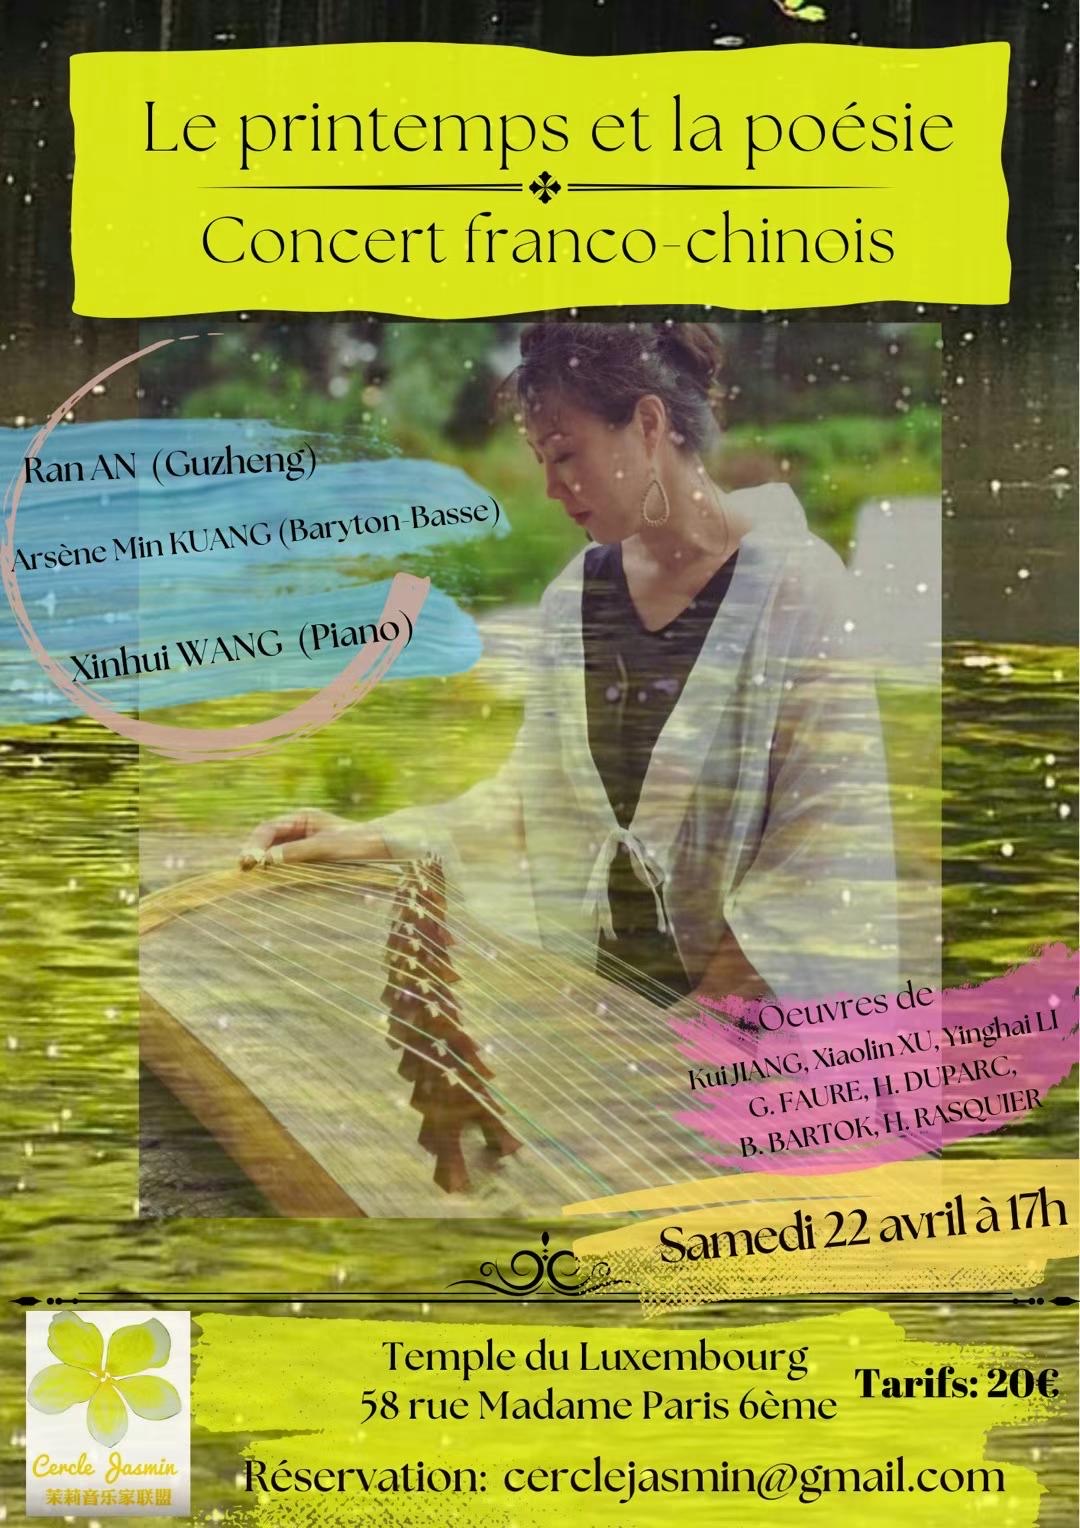 Le printemps et la poésie
Concert franco-chinois
Ran AN (Guzheng)
Arsène Min KUANG (Baryton-Basse)
Xinhui WANG (Piano)
Oeuvres de
Kui JIANG, Xiaolin XU, Yinghai LI
G. FAURE, H. DUPARC,
B. BARTOK, H. RASQUIER
Samedi 22 avril à 17h
Temple du Luxembourg
58 rue Madame Paris 6ème
Tarifs: 20€
Réservation: cerclejasmin@gmail.com
Cercle Jasmin
茉莉音乐家联盟